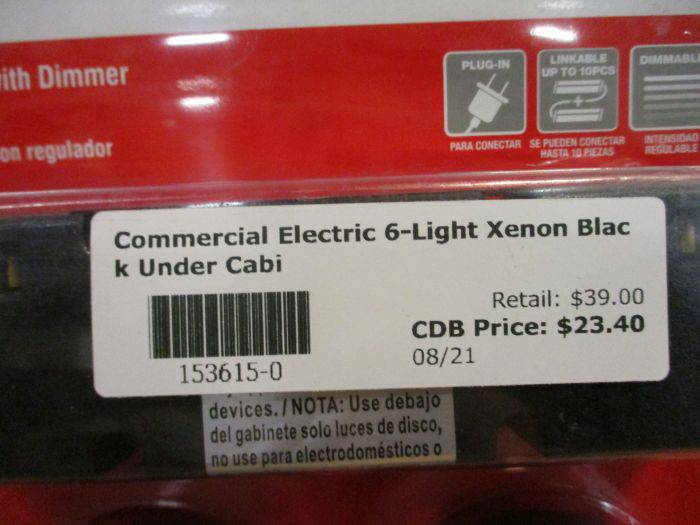 with Dimmer
on regulador
PLUG-IN
PARA CONECTAR
LINKABLE
UP TO 10PCS
SE PUEDEN CONECTAR
HASTA 10 PIEZAS
DIMMABL
INTENSIDAD
REGULABLE
Commercial Electric 6-Light Xenon Blac
k Under Cabi
Retail: $39.00
CDB Price: $23.40
08/21
153615-0
devices. / NOTA: Use debajo
del gabinete solo luces de disco,
no use para electrodomésticos o